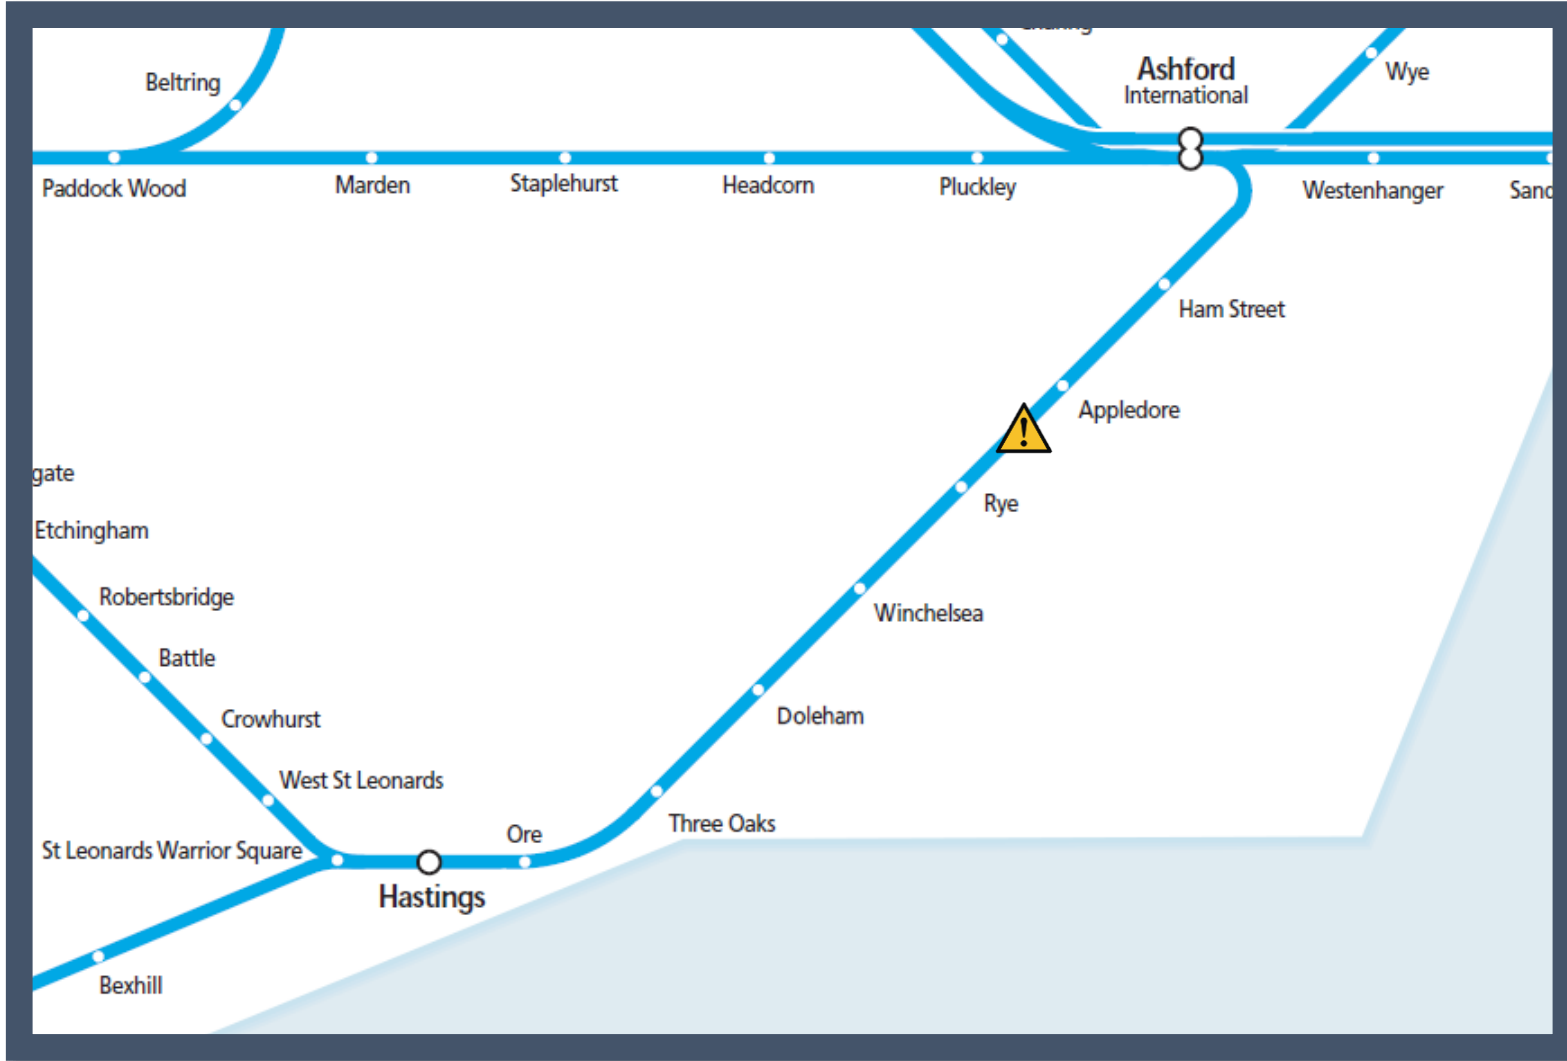 Beltring
Ashford
International
Wye
Paddock Wood
Marden
Staplehurst
Headcorn
Pluckley
Westenhanger
Sand
Ham Street
Appledore
!
Rye
gate
Etchingham
Robertsbridge
Winchelsea
Battle
Crowhurst
Doleham
West St Leonards
Three Oaks
Ore
St Leonards Warrior Square
Hastings
Bexhill